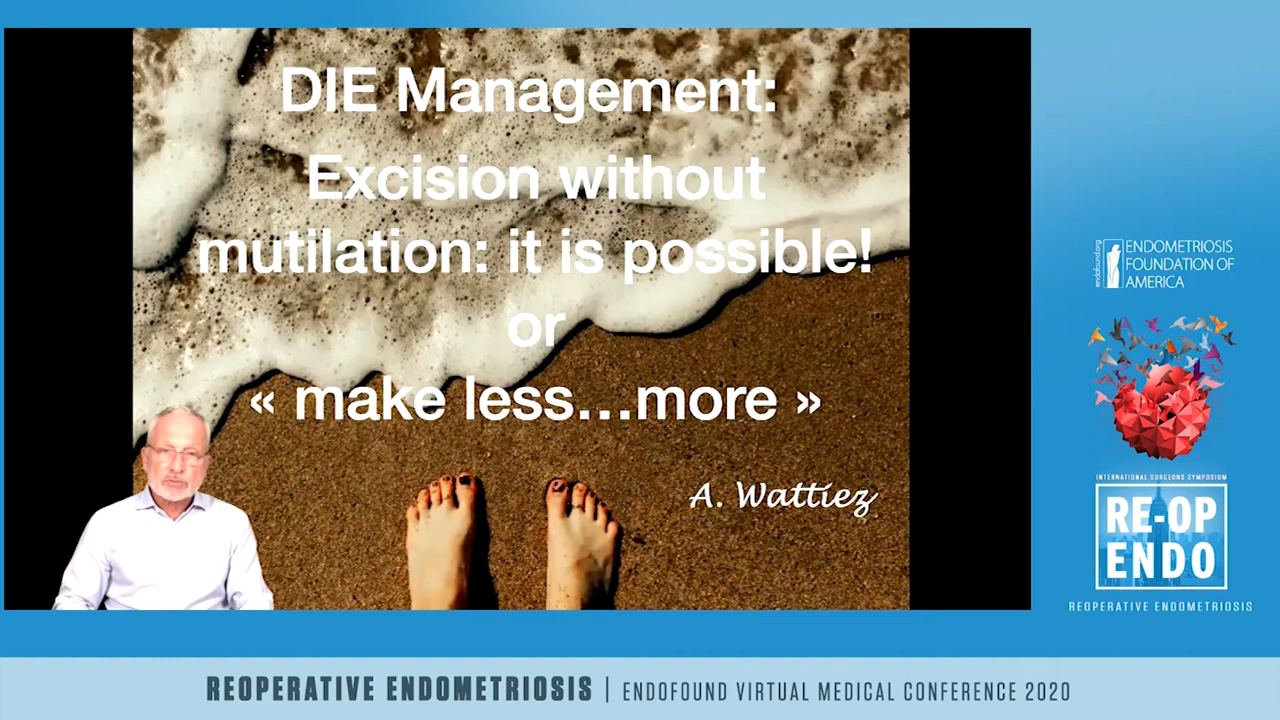 DIE Management:
Excision without
mutilation: it is possible!
or
« make less...more »
A. Wattiez
endofound.org
ENDOMETRIOSIS
FOUNDATION OF
AMERICA
INTERNATIONAL SURGEONS SYMPOSIUM
RE-OP
ENDO
REOPERATIVE ENDOMETRIOSIS
REOPERATIVE ENDOMETRIOSIS | ENDOFOUND VIRTUAL MEDICAL CONFERENCE 2020